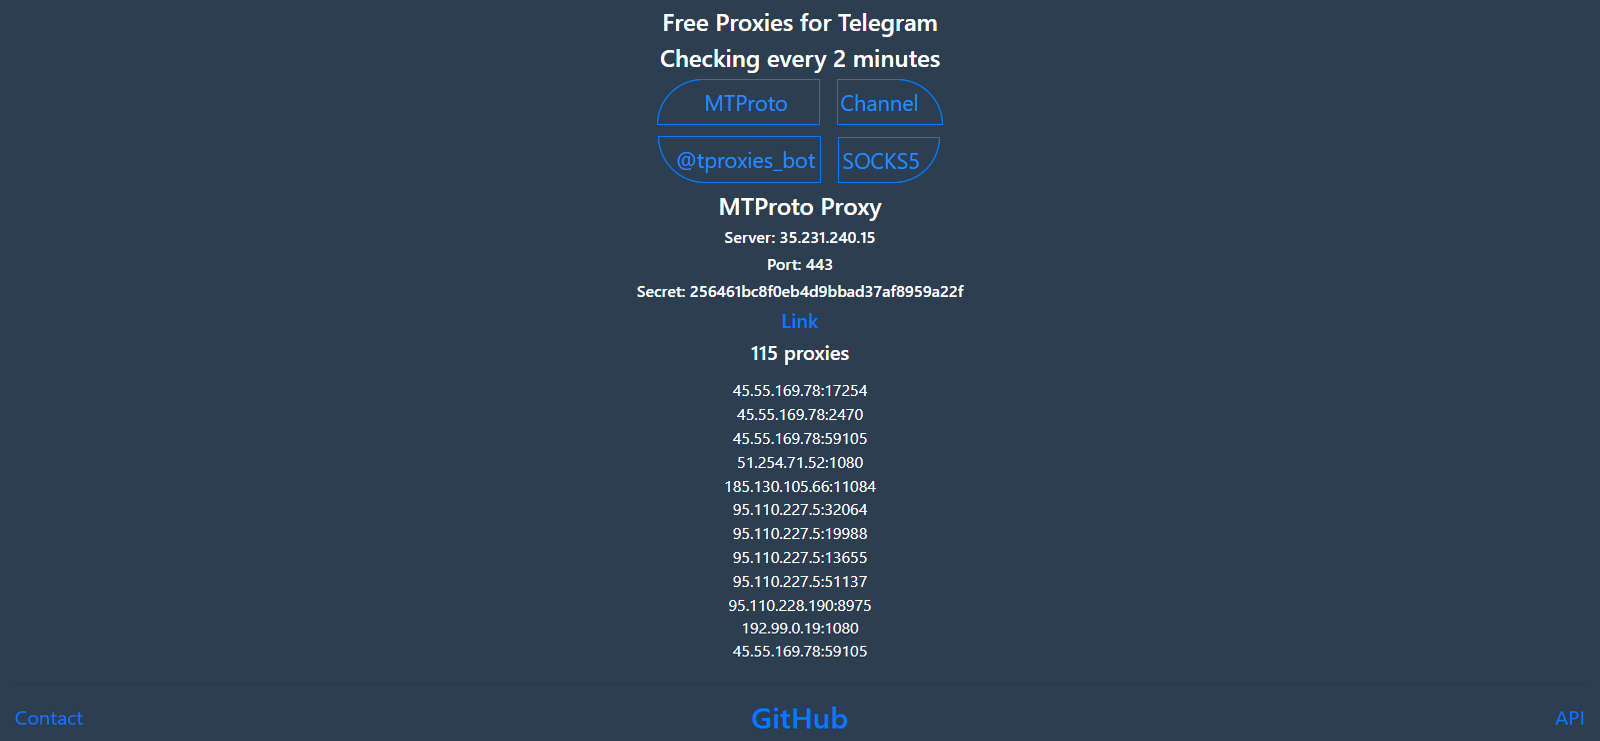 Free Proxies for Telegram
Checking every 2 minutes
MTProto Channel
@tproxies_bot SOCKS5
MTProto Proxy
Server: 35.231.240.15
Port: 443
Secret: 256461bc8f0eb4d9bbad37af8959a22f
Link
115 proxies
45.55.169.78:17254
45.55.169.78:2470
45.55.169.78:59105
51.254.71.52:1080
185.130.105.66:11084
95.110.227.5:32064
95.110.227.5:19988
95.110.227.5:13655
95.110.227.5:51137
95.110.228.190:8975
192.99.0.19:1080
45.55.169.78:59105
Contact GitHub API